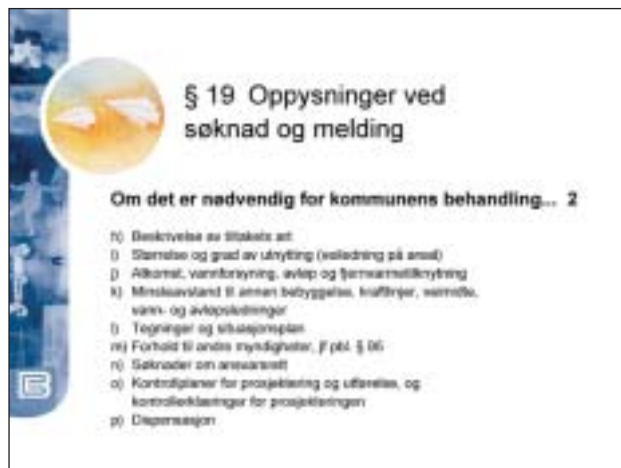 § 19 Oppysninger ved
søknad og melding
Om det er nødvendig for kommunens behandling... 2
h) Beskrivelse av tiltakets art
i) Størrelse og grad av utnytting (veiledning på areal)
j) Atkomst, vannforsyning, avløp og fjernvarmetilknytning
k) Minsteavstand til annen bebyggelse, kraftlinjer, veimidte,
vann- og avløpsledninger
l) Tegninger og situasjonsplan
m) Forhold til andre myndigheter, jf pbl. §
n) Søknader om ansvarsrett
o) Kontrollplaner for prosjektering og utførelse, og
kontrollerklæringer for prosjekteringen
p) Dispensasjon